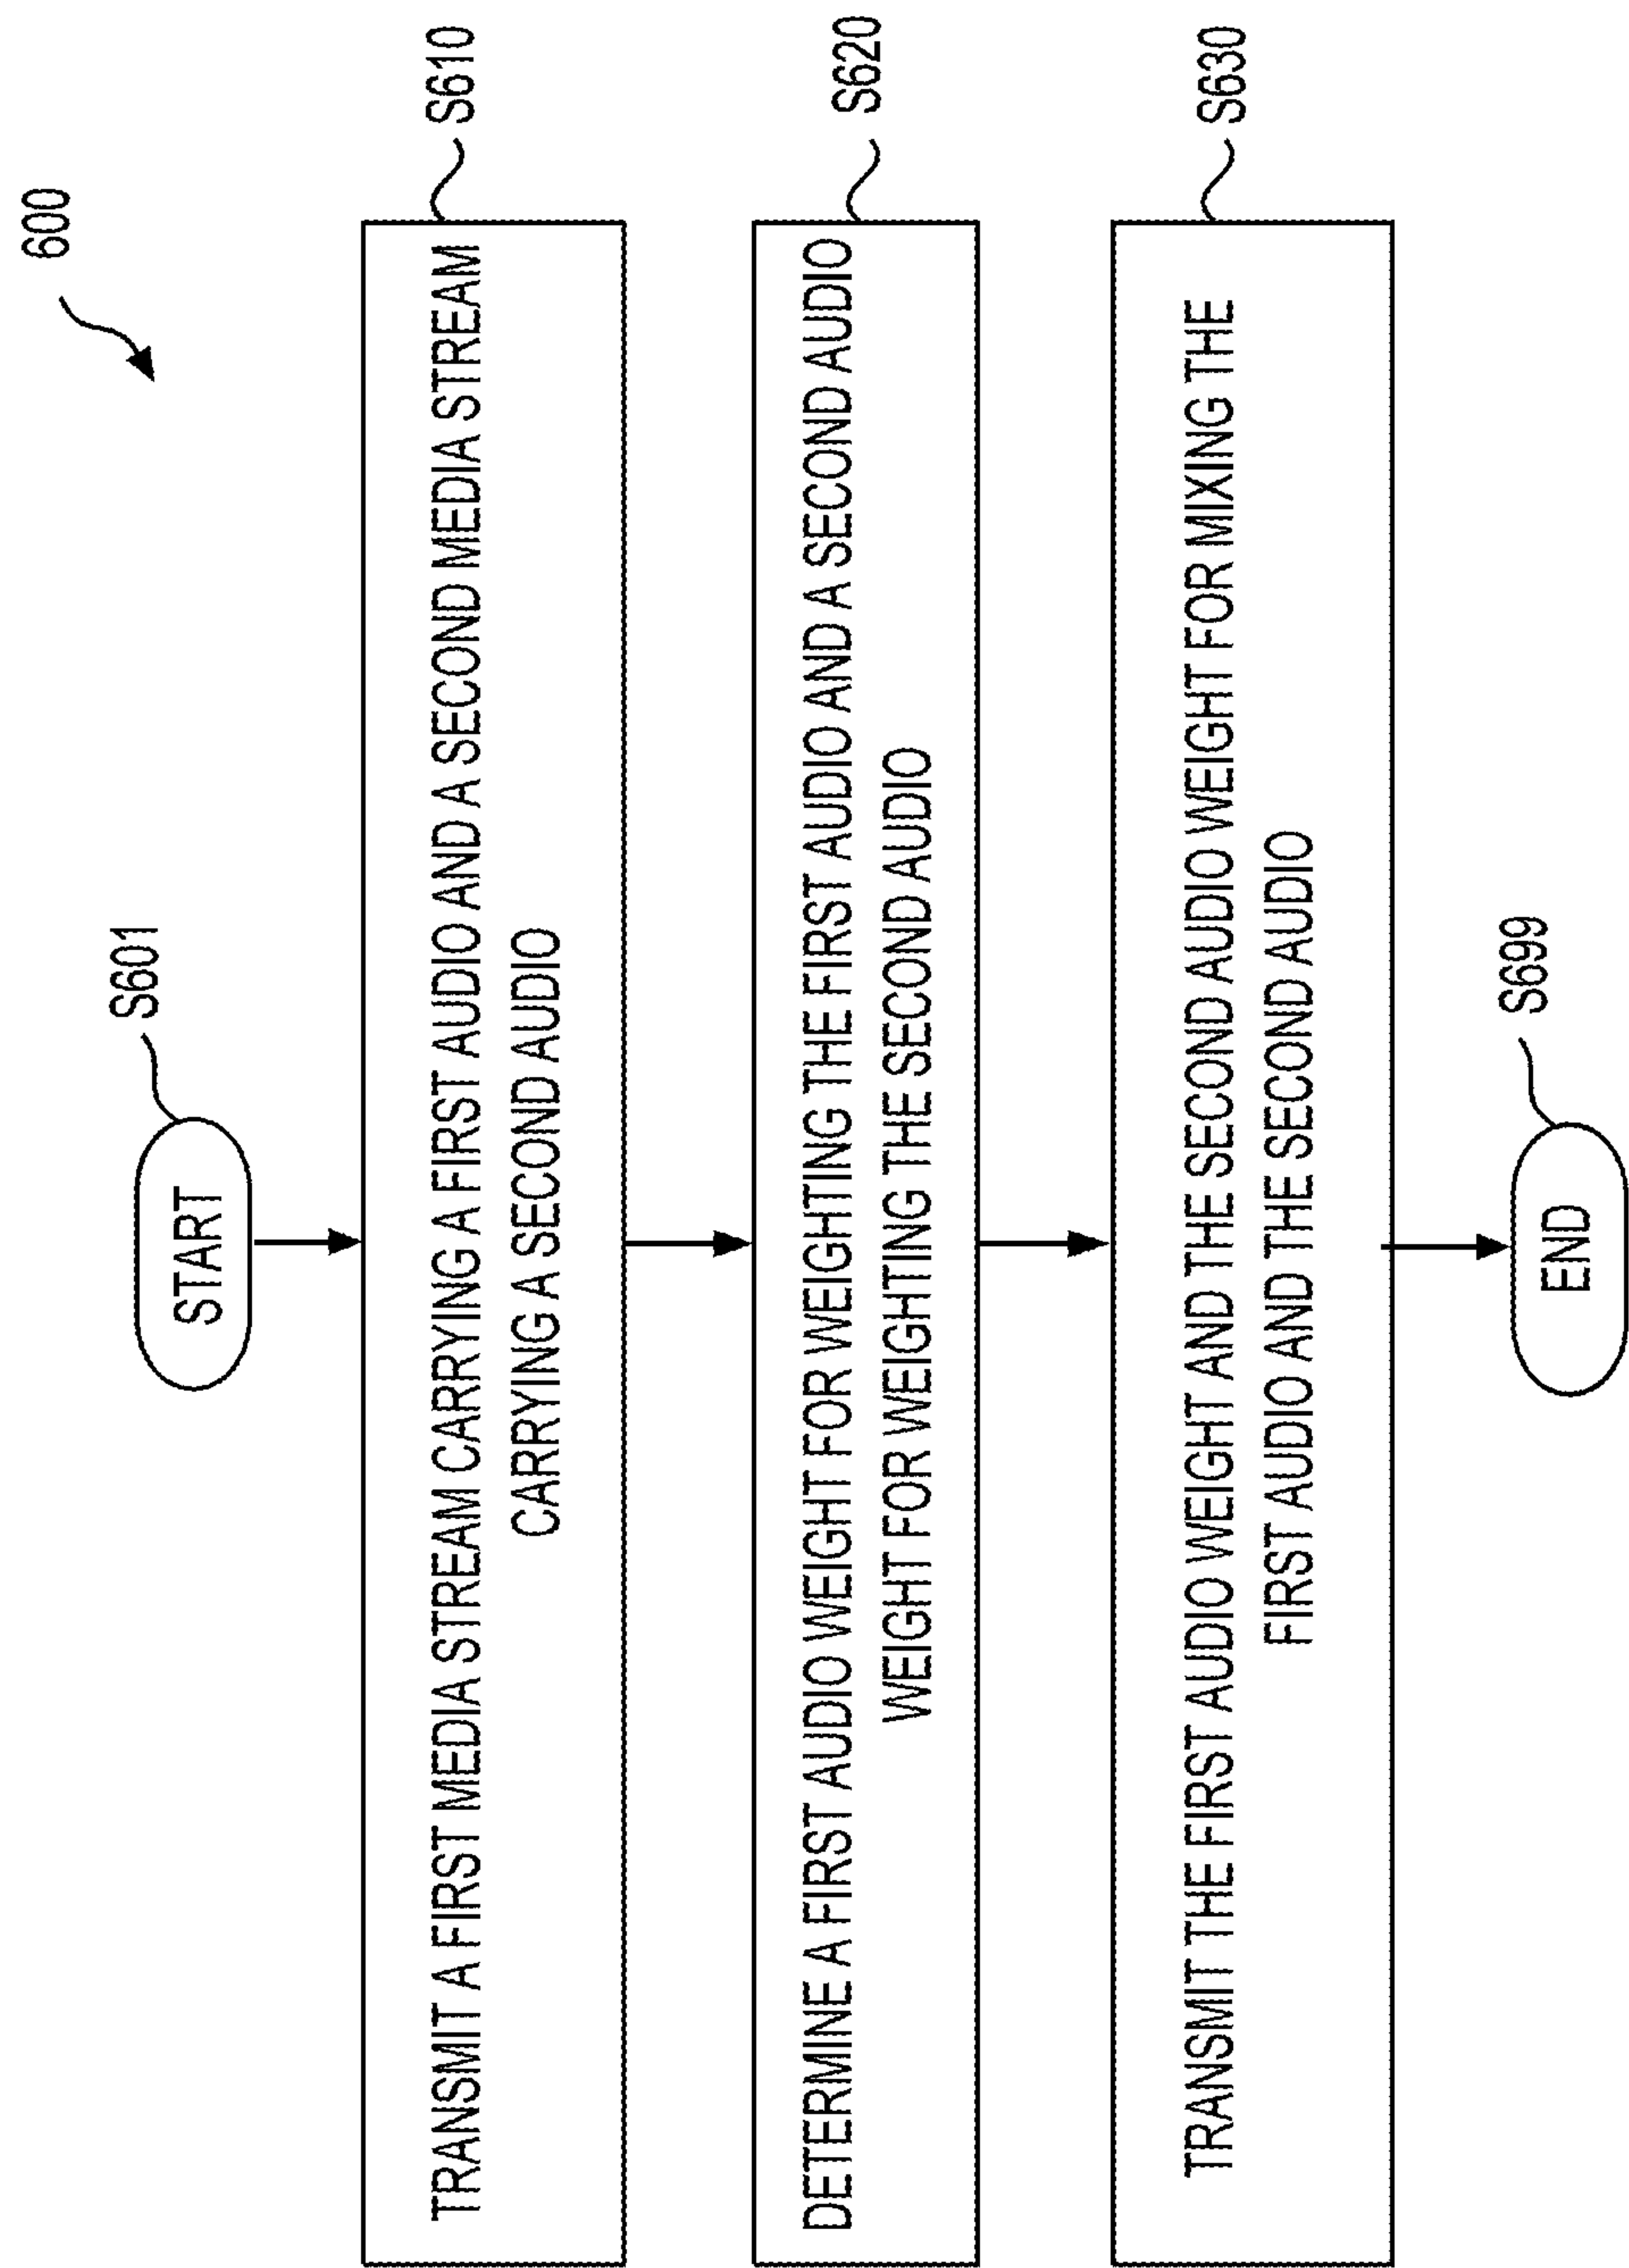 600
S601
START
S610
TRANSMIT A FIRST MEDIA STREAM CARRYING A FIRST AUDIO AND A SECOND MEDIA STREAM
CARRYING A SECOND AUDIO
S620
DETERMINE A FIRST AUDIO WEIGHT FOR WEIGHTING THE FIRST AUDIO AND A SECOND AUDIO
WEIGHT FOR WEIGHTING THE SECOND AUDIO
S630
TRANSMIT THE FIRST AUDIO WEIGHT AND THE SECOND AUDIO WEIGHT FOR MIXING THE
FIRST AUDIO AND THE SECOND AUDIO
S699
END